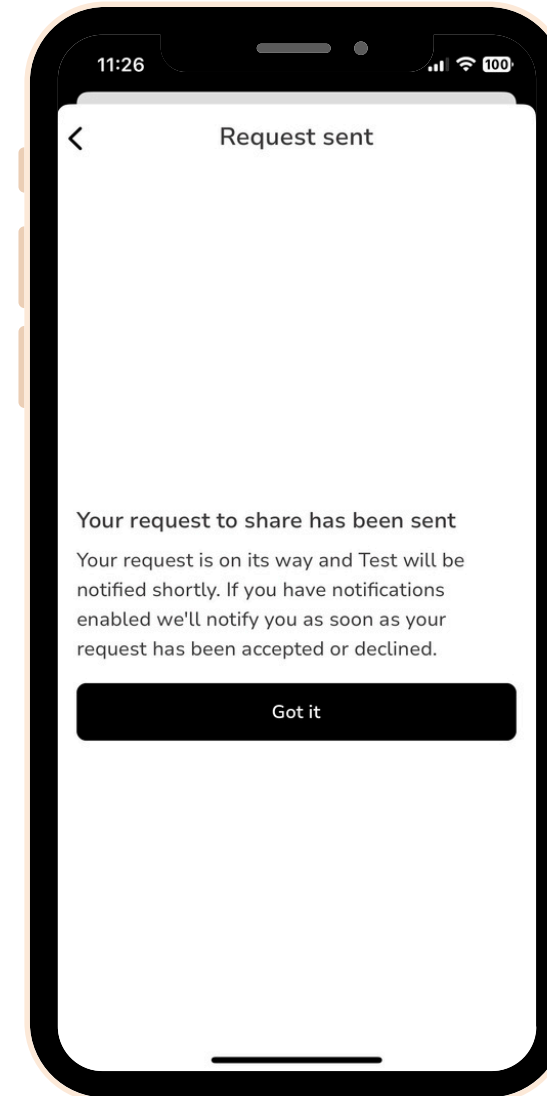 11:26
100
Request sent
Your request to share has been sent
Your request is on its way and Test will be
notified shortly. If you have notifications
enabled we'll notify you as soon as your
request has been accepted or declined.
Got it